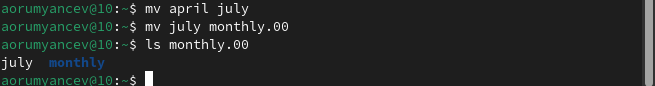 aorumyancev@10:~$ mv april july
aorumyancev@10:~$ mv july monthly.00
aorumyancev@10:~$ ls monthly.00
july  monthly
aorumyancev@10:~$